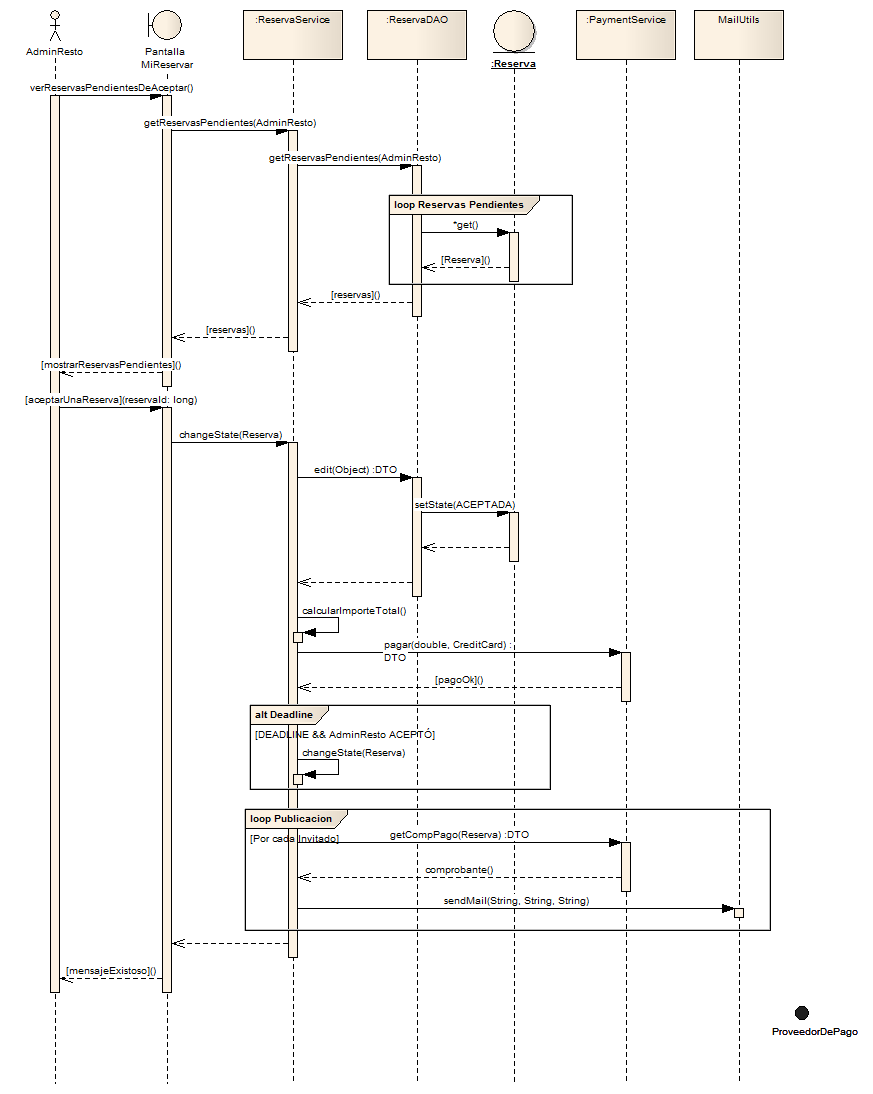 AdminResto
Pantalla
MiReservar
:ReservaService
:ReservaDAO
:Reserva
:PaymentService
MailUtils
verReservasPendientesDeAceptar()
getReservasPendientes(AdminResto)
getReservasPendientes(AdminResto)
loop Reservas Pendientes
*get()
[Reserva]()
[reservas]()
[reservas]()
[mostrarReservasPendientes]()
[aceptarUnaReserva](reservaId: long)
changeState(Reserva)
edit(Object) :DTO
setState(ACEPTADA)
calcularImporteTotal()
pagar(double, CreditCard) :
DTO
[pagoOk]()
alt Deadline
[DEADLINE && AdminResto ACEPTÓ]
changeState(Reserva)
loop Publicacion
[Por cada Invitado]
getCompPago(Reserva) :DTO
comprobante()
sendMail(String, String, String)
[mensajeExistoso]()
ProveedorDePago